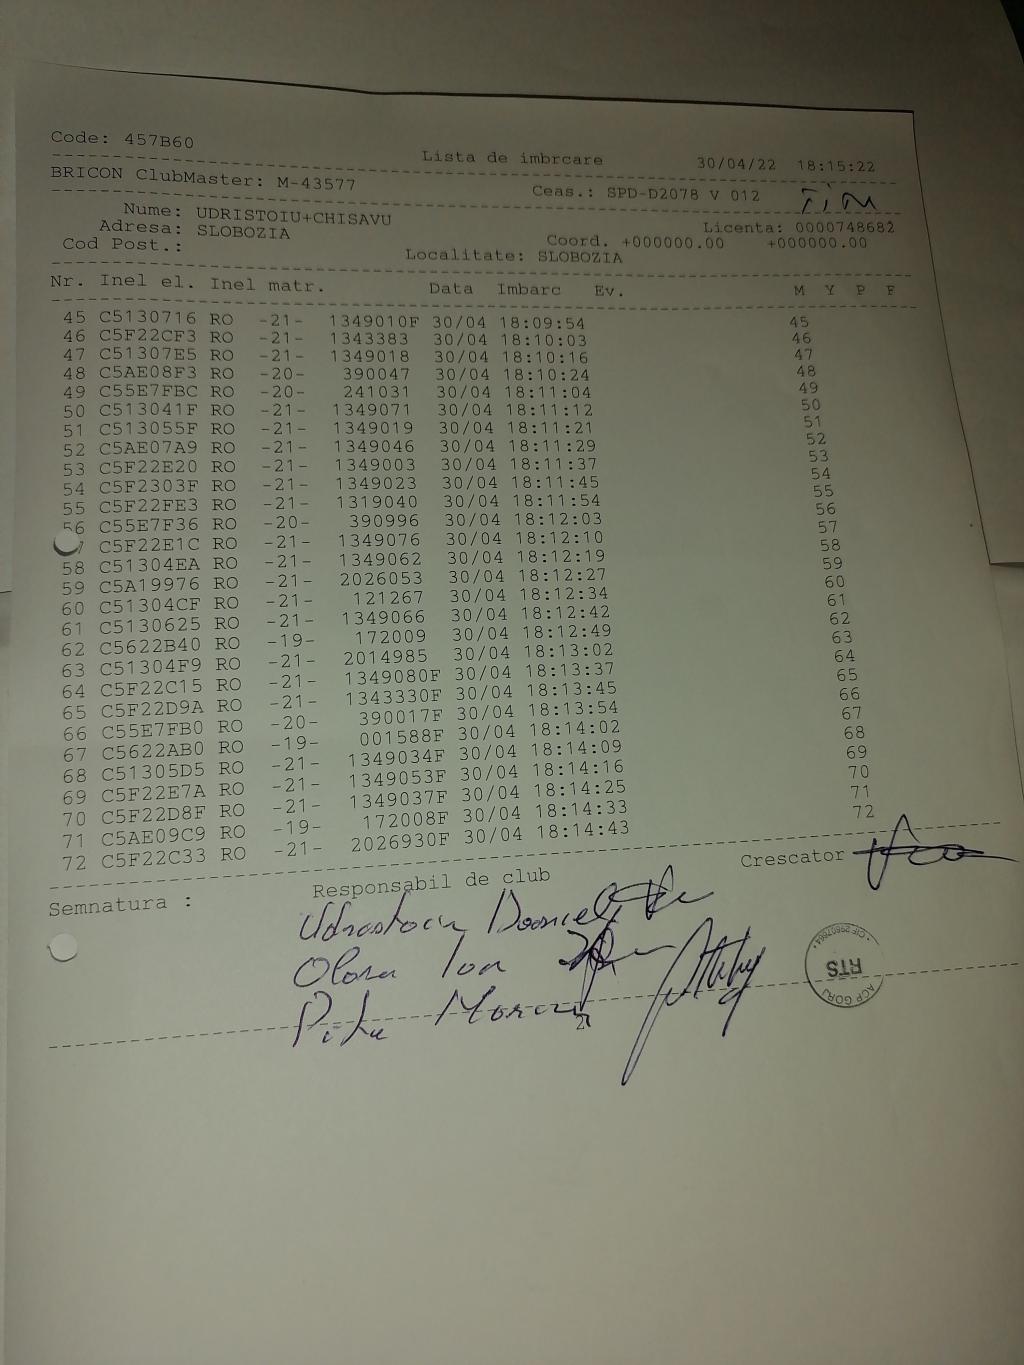 Code: 457B60
Lista de imbrcare 30/04/22 18:15:22
BRICON ClubMaster: M-43577 Ceas.: SPD-D2078 V 012
Nume: UDRISTOIU+CHISAVU Licenta: 0000748682
Adresa: SLOBOZIA Coord. +000000.00 +000000.00
Cod Post.: Localitate: SLOBOZIA
Nr. Inel el. Inel matr. Data Imbarc Ev. M Y P F
45 C5130716 RO -21- 1349010F 30/04 18:09:54 45
46 C5F22CF3 RO -21- 1343383 30/04 18:10:03 46
47 C51307E5 RO -21- 1349018 30/04 18:10:16 47
48 C5AE08F3 RO -20- 390047 30/04 18:10:24 48
49 C55E7FBC RO -20- 241031 30/04 18:11:04 49
50 C513041F RO -21- 1349071 30/04 18:11:12 50
51 C513055F RO -21- 1349019 30/04 18:11:21 51
52 C5AE07A9 RO -21- 1349046 30/04 18:11:29 52
53 C5F22E20 RO -21- 1349003 30/04 18:11:37 53
54 C5F2303F RO -21- 1349023 30/04 18:11:45 54
55 C5F22FE3 RO -21- 1319040 30/04 18:11:54 55
56 C55E7F36 RO -20- 390996 30/04 18:12:03 56
C5F22E1C RO -21- 1349076 30/04 18:12:10 57
58 C51304EA RO -21- 1349062 30/04 18:12:19 58
59 C5A19976 RO -21- 2026053 30/04 18:12:27 59
60 C51304CF RO -21- 121267 30/04 18:12:34 60
61 C5130625 RO -21- 1349066 30/04 18:12:42 61
62 C5622B40 RO -19- 172009 30/04 18:12:49 62
63 C51304F9 RO -21- 2014985 30/04 18:13:02 63
64 C5F22C15 RO -21- 1349080F 30/04 18:13:37 64
65 C5F22D9A RO -21- 1343330F 30/04 18:13:45 65
66 C55E7FB0 RO -20- 390017F 30/04 18:13:54 66
67 C5622AB0 RO -19- 001588F 30/04 18:14:02 67
68 C51305D5 RO -21- 1349034F 30/04 18:14:09 68
69 C5F22E7A RO -21- 1349053F 30/04 18:14:16 69
70 C5F22D8F RO -21- 1349037F 30/04 18:14:25 70
71 C5AE09C9 RO -19- 172008F 30/04 18:14:33 71
72 C5F22C33 RO -21- 2026930F 30/04 18:14:43 72
Semnatura : Responsabil de club Crescator
Olaru Ion
RTS
ACP GORJ
2